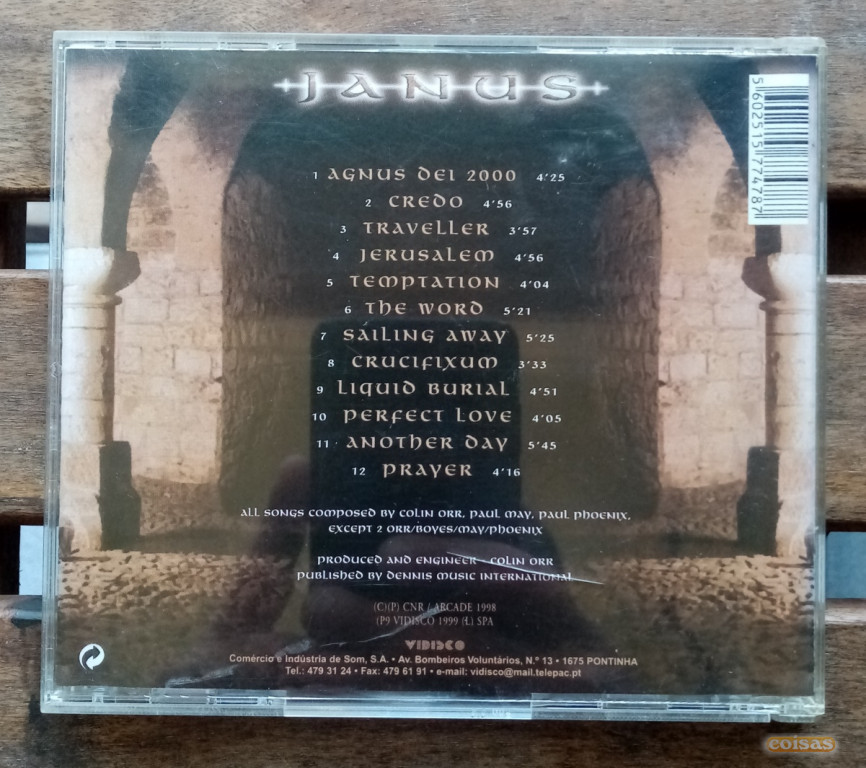 JANUS
5 602515 774787
1 AGNUS DEI 2000 4'25
2 CREDO 4'56
3 TRAVELLER 3'57
4 JERUSALEM 4'56
5 TEMPTATION 4'04
6 THE WORD 5'21
7 SAILING AWAY 5'25
8 CRUCIFIXUM 3'33
9 LIQUID BURIAL 4'51
10 PERFECT LOVE 4'05
11 ANOTHER DAY 5'45
12 PRAYER 4'16
ALL SONGS COMPOSED BY COLIN ORR, PAUL MAY, PAUL PHOENIX,
EXCEPT 2 ORR/BOYES/MAY/PHOENIX
PRODUCED AND ENGINEER - COLIN ORR
PUBLISHED BY DENNIS MUSIC INTERNATIONAL
(C)(P) CNR / ARCADE 1998
(P9 VIDISCO 1999 (Ł) SPA
VIDISCO
Comércio e Indústria de Som, S.A. • Av. Bombeiros Voluntários, N.º 13 • 1675 PONTINHA
Tel.: 479 31 24 • Fax: 479 61 91 • e-mail: vidisco@mail.telepac.pt
coisas